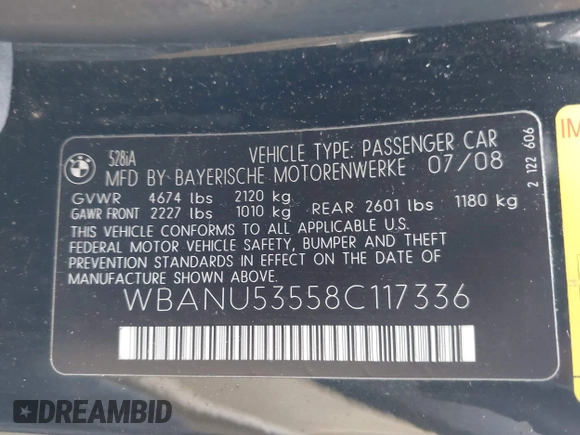 528iA
VEHICLE TYPE: PASSENGER CAR
MFD BY BAYERISCHE MOTORENWERKE 07/08
GVWR 4674 lbs 2120 kg
GAWR FRONT 2227 lbs 1010 kg REAR 2601 lbs 1180 kg
THIS VEHICLE CONFORMS TO ALL APPLICABLE U.S.
FEDERAL MOTOR VEHICLE SAFETY, BUMPER AND THEFT
PREVENTION STANDARDS IN EFFECT ON THE DATE OF
MANUFACTURE SHOWN ABOVE.
WBANU53558C117336
2 122 606
DREAMBID